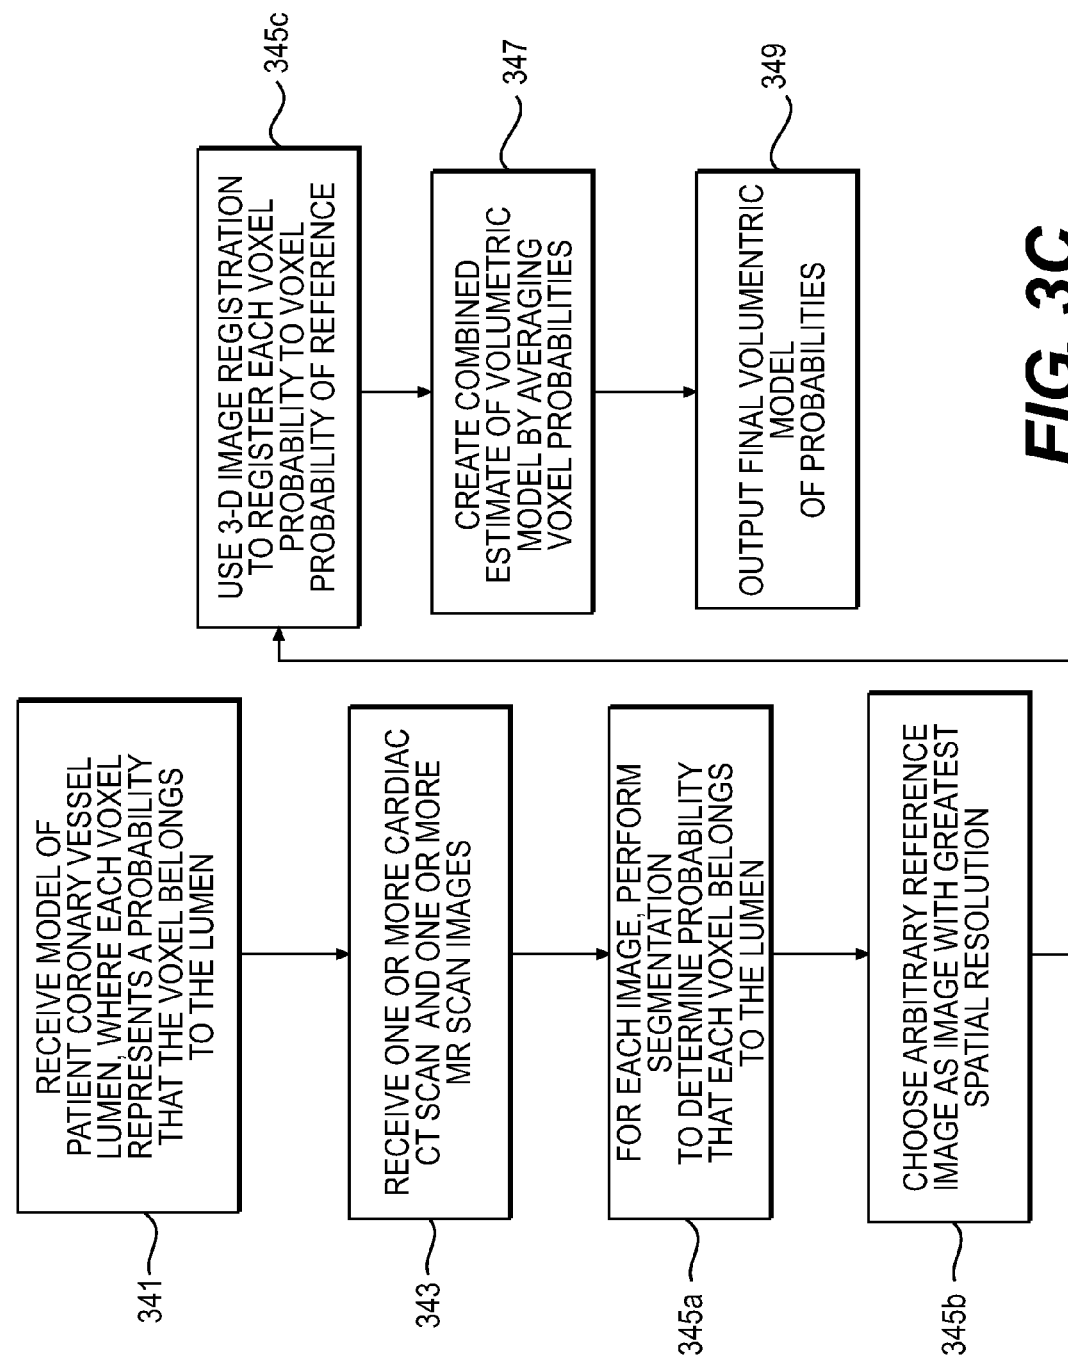 RECEIVE MODEL OF
PATIENT CORONARY VESSEL
LUMEN, WHERE EACH VOXEL
REPRESENTS A PROBABILITY
THAT THE VOXEL BELONGS
TO THE LUMEN
341
RECEIVE ONE OR MORE CARDIAC
CT SCAN AND ONE OR MORE
MR SCAN IMAGES
343
FOR EACH IMAGE, PERFORM
SEGMENTATION
TO DETERMINE PROBABILITY
THAT EACH VOXEL BELONGS
TO THE LUMEN
345a
CHOOSE ARBITRARY REFERENCE
IMAGE AS IMAGE WITH GREATEST
SPATIAL RESOLUTION
345b
USE 3-D IMAGE REGISTRATION
TO REGISTER EACH VOXEL
PROBABILITY TO VOXEL
PROBABILITY OF REFERENCE
345c
CREATE COMBINED
ESTIMATE OF VOLUMETRIC
MODEL BY AVERAGING
VOXEL PROBABILITIES
347
OUTPUT FINAL VOLUMENTRIC
MODEL
OF PROBABILITIES
349
FIG. 3C